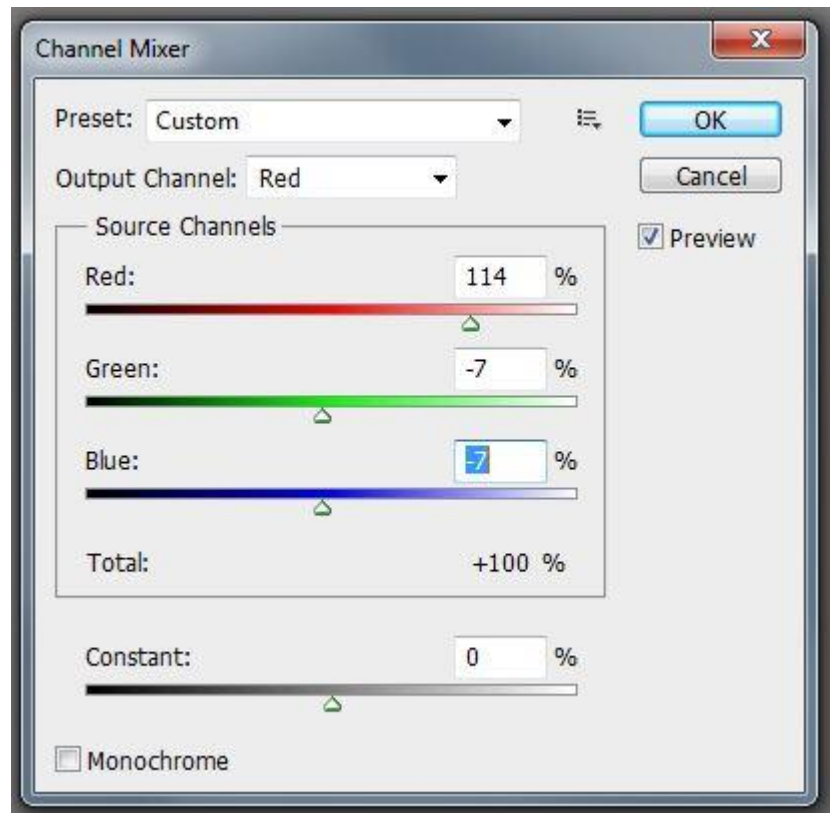 Channel Mixer
Preset: Custom OK
Output Channel: Red Cancel
Source Channels Preview
Red: 114 %
Green: -7 %
Blue: -7 %
Total: +100 %
Constant: 0 %
Monochrome